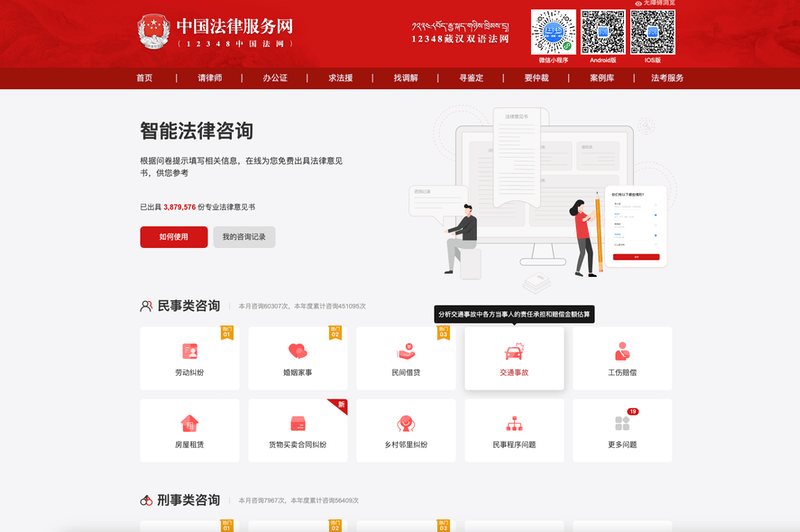 无障碍浏览
中国法律服务网
(12348中国法网)
12348藏汉双语法网
微信小程序
Android版
IOS版
首页
请律师
办公证
求法援
找调解
寻鉴定
要仲裁
案例库
法考服务
智能法律咨询
根据问卷提示填写相关信息，在线为您免费出具法律意见
书，供您参考
已出具 3,879,576 份专业法律意见书
如何使用
我的咨询记录
法律意见书
民事类咨询
本月咨询60307次，本年度累计咨询451095次
分析交通事故中各方当事人的责任承担和赔偿金额估算
热门
01
劳动纠纷
热门
02
婚姻家事
热门
03
民间借贷
交通事故
工伤赔偿
房屋租赁
新
货物买卖合同纠纷
乡村邻里纠纷
民事程序问题
19
更多问题
刑事类咨询
本月咨询7967次，本年度累计咨询56409次
热门
01
热门
02
热门
03